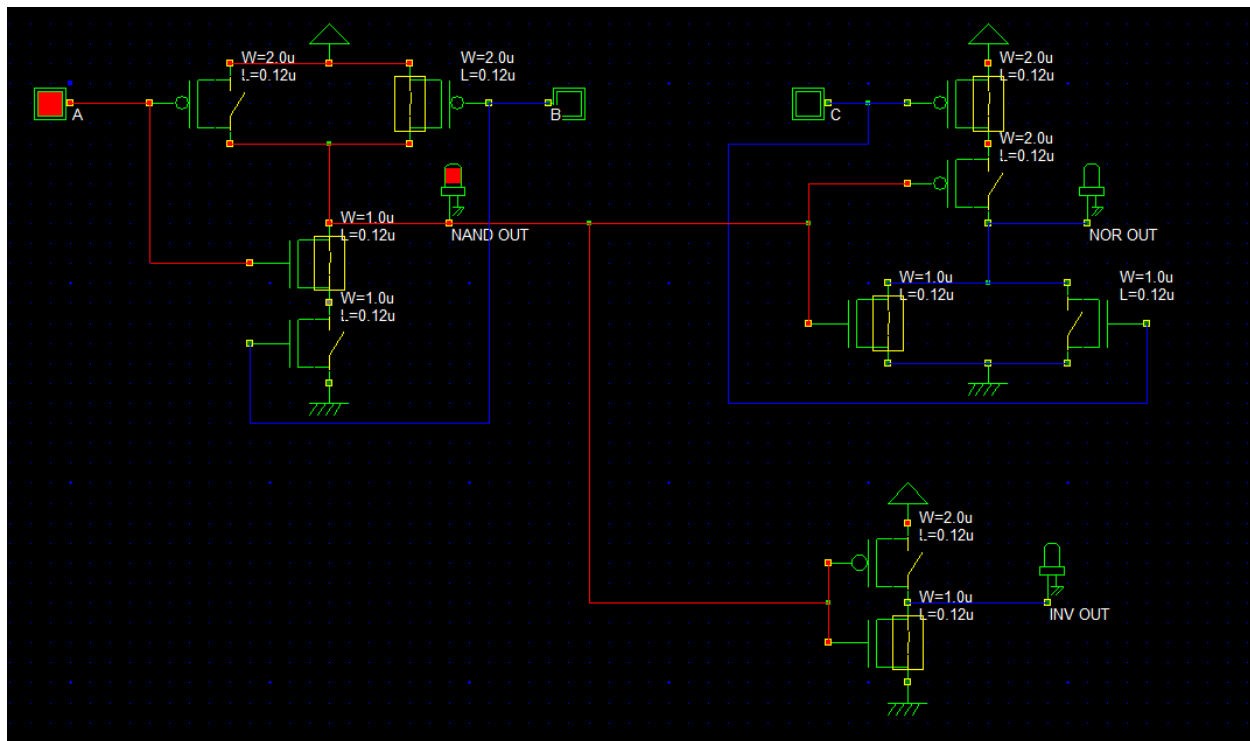 W=2.0u
L=0.12u
W=2.0u
L=0.12u
W=2.0u
L=0.12u
A
B
C
W=2.0u
L=0.12u
W=1.0u
L=0.12u
NAND OUT
NOR OUT
W=1.0u
L=0.12u
W=1.0u
L=0.12u
W=1.0u
L=0.12u
W=2.0u
L=0.12u
W=1.0u
L=0.12u
INV OUT